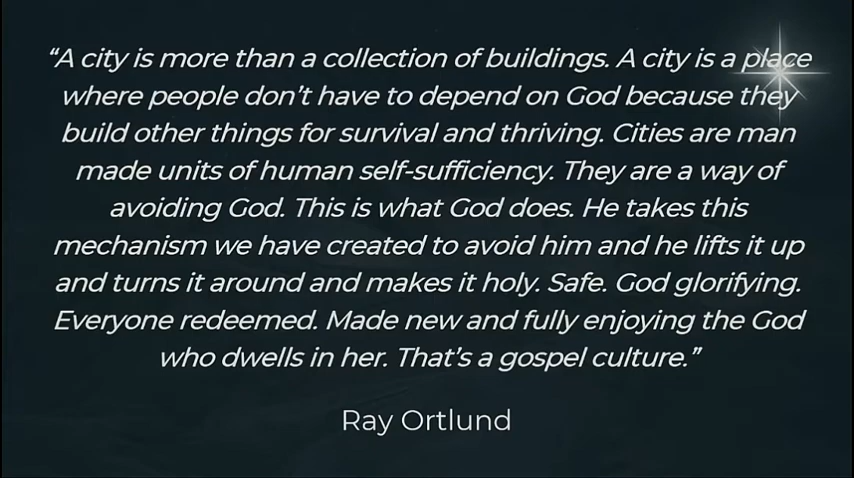 “A city is more than a collection of buildings. A city is a place
where people don’t have to depend on God because they
build other things for survival and thriving. Cities are man
made units of human self-sufficiency. They are a way of
avoiding God. This is what God does. He takes this
mechanism we have created to avoid him and he lifts it up
and turns it around and makes it holy. Safe. God glorifying.
Everyone redeemed. Made new and fully enjoying the God
who dwells in her. That’s a gospel culture.”
Ray Ortlund